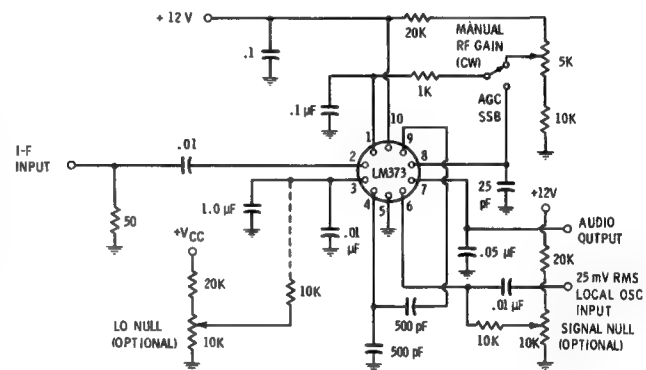 + 12 V
20K
MANUAL
RF GAIN
(CW)
5K
.1
1K
.1 µF
10
1
9
AGC
SSB
10K
I-F
INPUT
.01
2
LM373
8
3
7
4
5
6
25
pF
+12V
50
1.0 µF
.01
µF
AUDIO
OUTPUT
+VCC
.05 µF
20K
20K
25 mV RMS
LOCAL OSC
INPUT
.01 µF
10K
LO NULL
(OPTIONAL)
10K
500 pF
10K
10K
SIGNAL NULL
(OPTIONAL)
500 pF